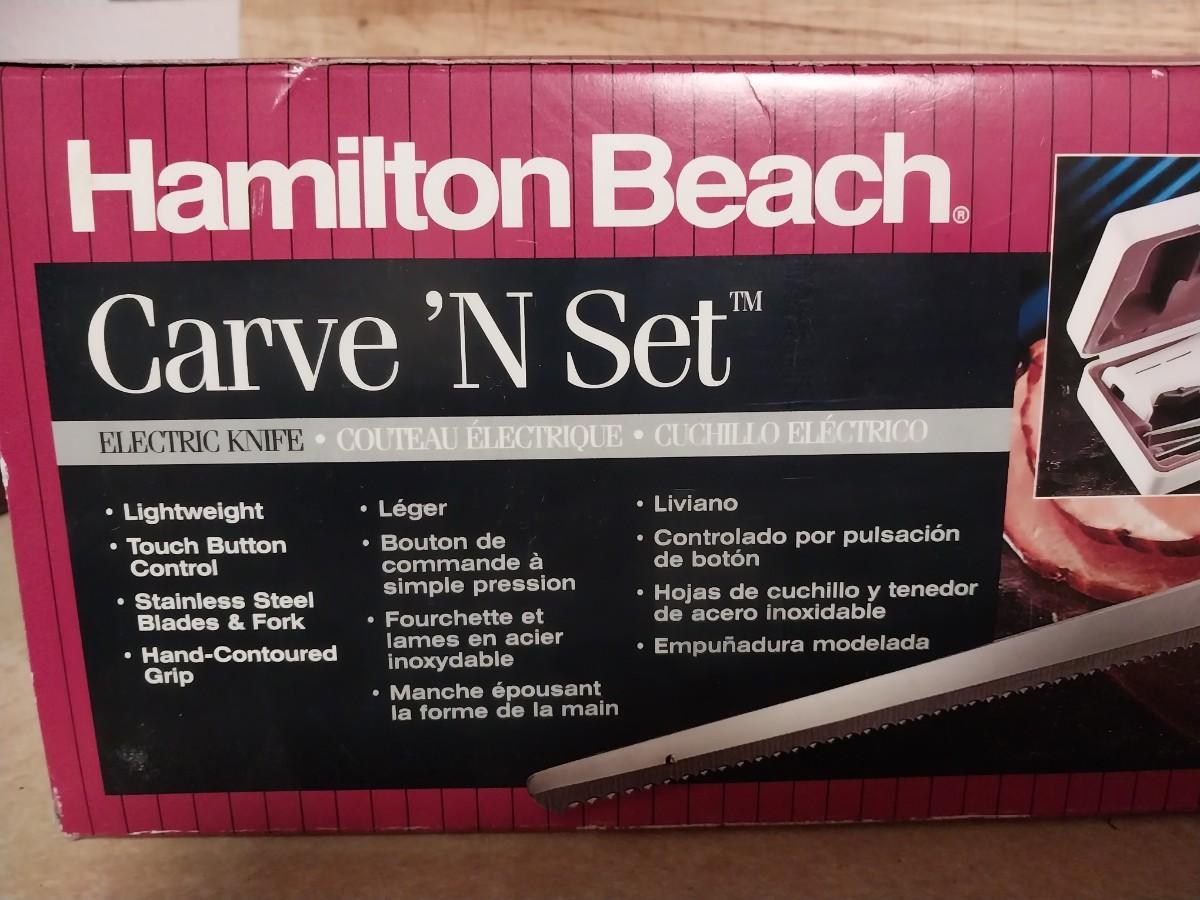 Hamilton Beach®
Carve 'N Set™
ELECTRIC KNIFE • COUTEAU ÉLECTRIQUE • CUCHILLO ELÉCTRICO
• Lightweight
• Touch Button
Control
• Stainless Steel
Blades & Fork
• Hand-Contoured
Grip
• Léger
• Bouton de
commande à
simple pression
• Fourchette et
lames en acier
inoxydable
• Manche épousant
la forme de la main
• Liviano
• Controlado por pulsación
de botón
• Hojas de cuchillo y tenedor
de acero inoxidable
• Empuñadura modelada